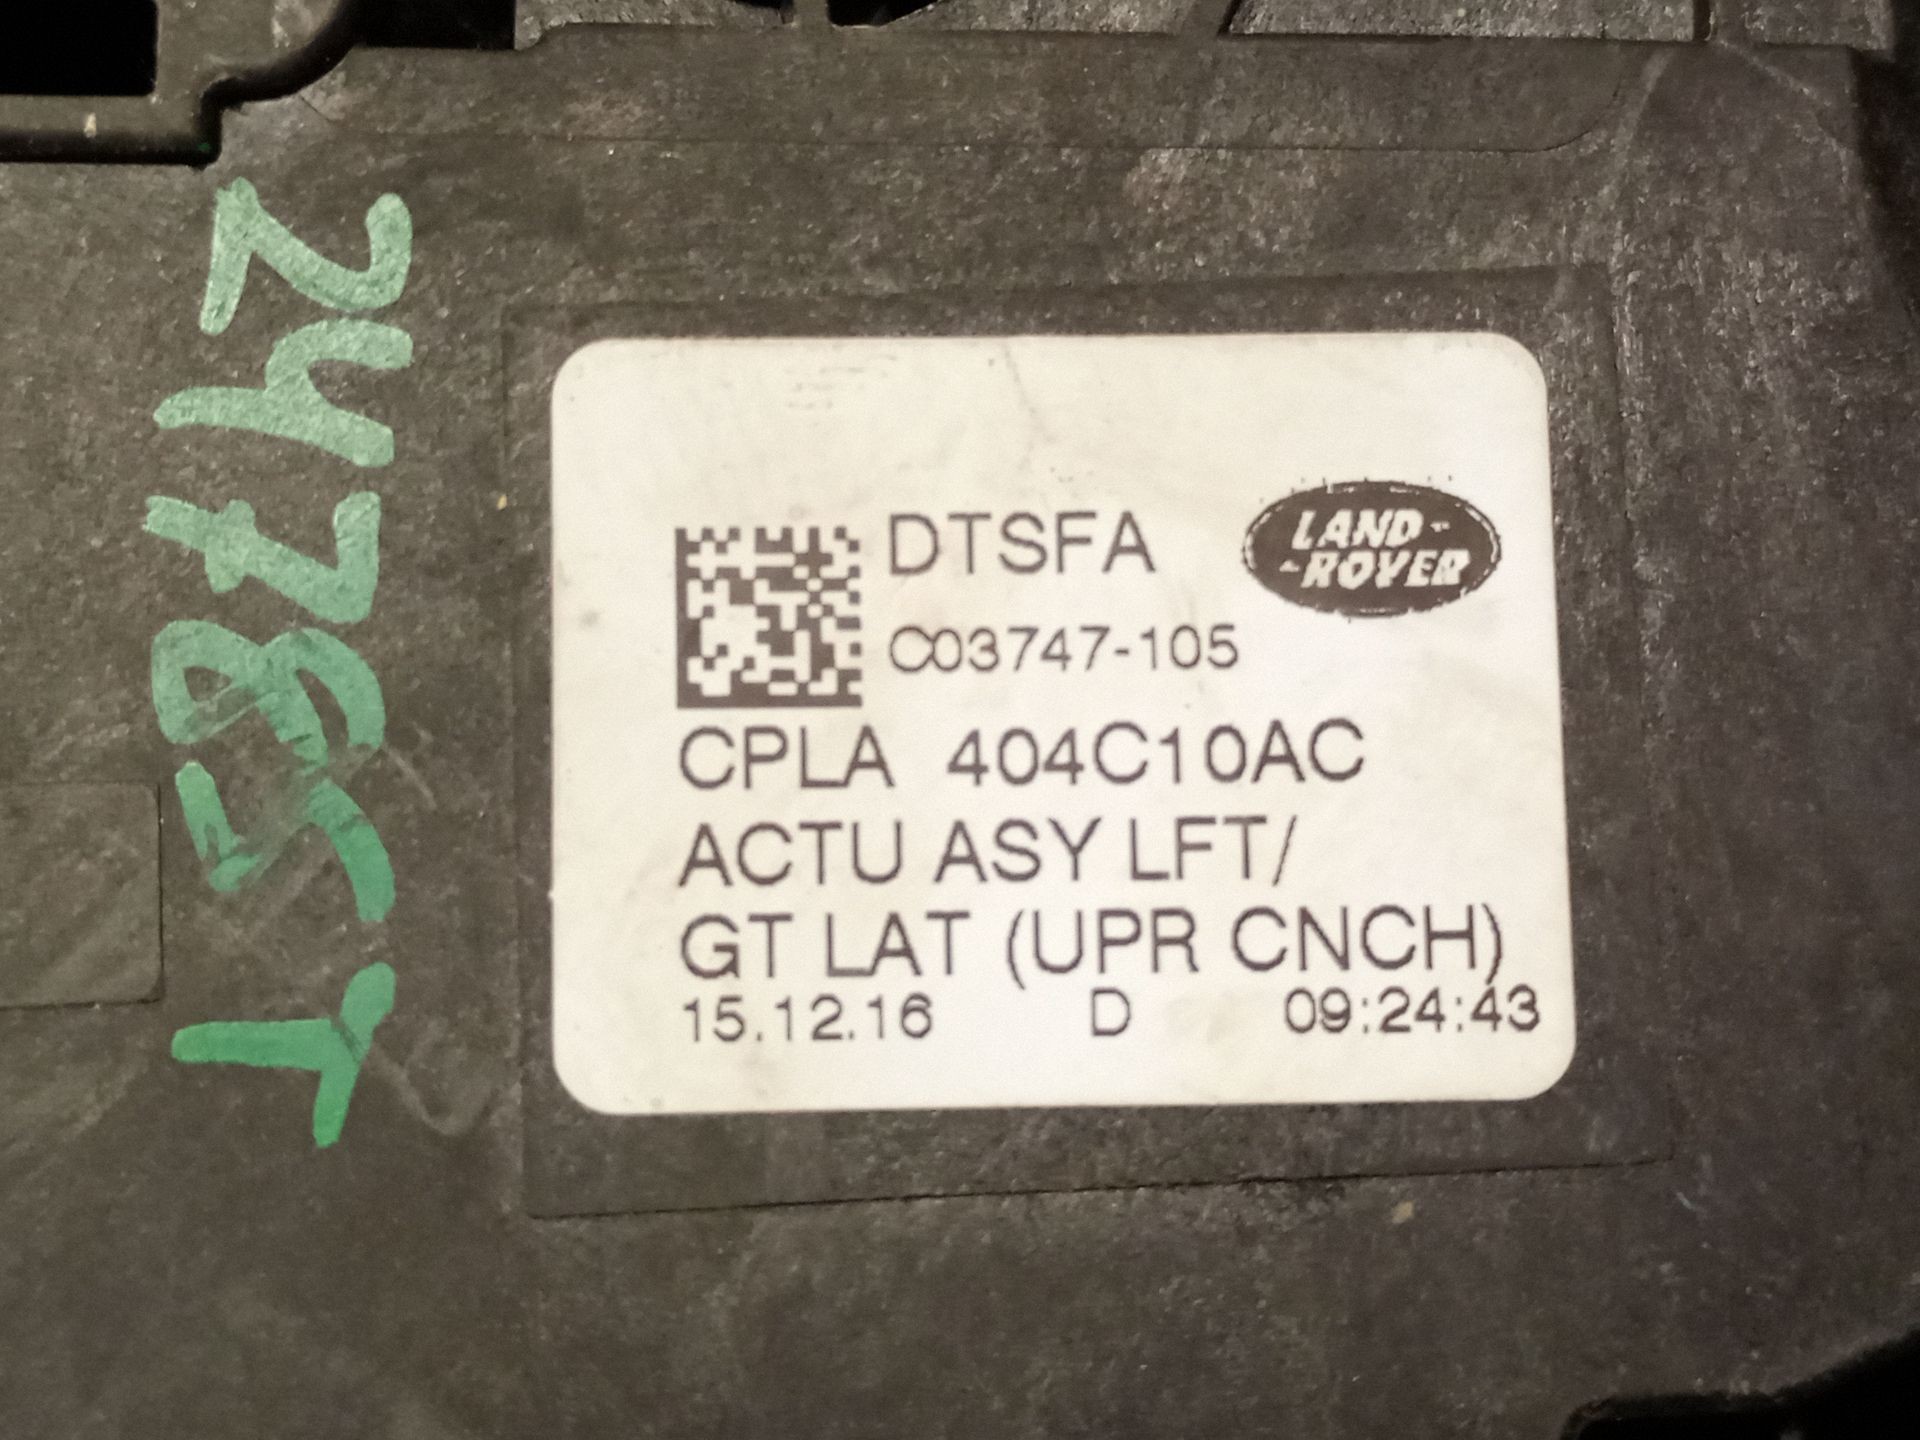 24785 T
DTSFA
LAND-
-ROVER
C03747-105
CPLA 404C10AC
ACTU ASY LFT/
GT LAT (UPR CNCH)
15.12.16 D 09:24:43